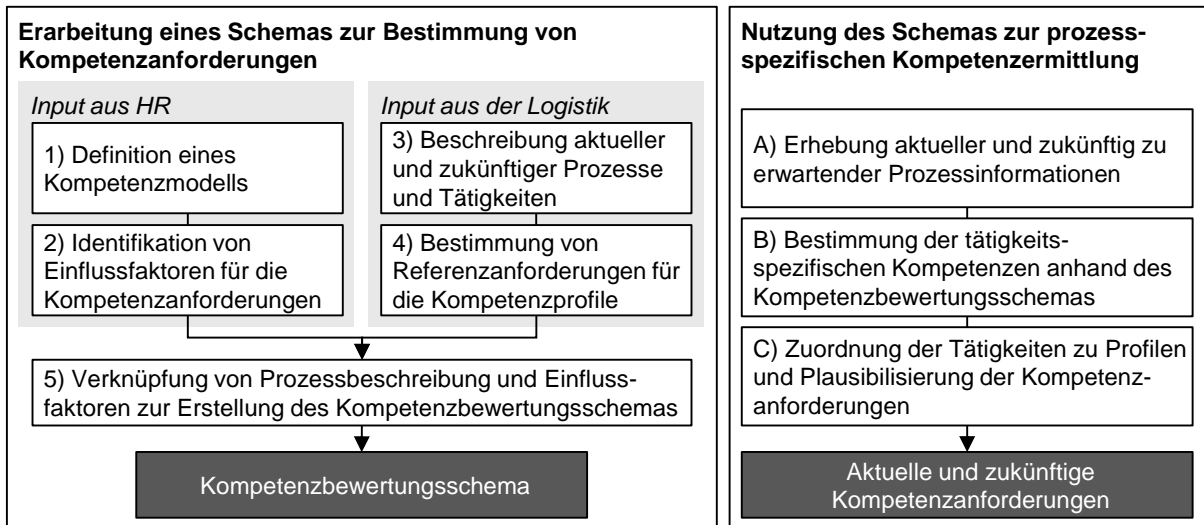 Erarbeitung eines Schemas zur Bestimmung von
Kompetenzanforderungen
Input aus HR
1) Definition eines
Kompetenzmodells
2) Identifikation von
Einflussfaktoren für die
Kompetenzanforderungen
Input aus der Logistik
3) Beschreibung aktueller
und zukünftiger Prozesse
und Tätigkeiten
4) Bestimmung von
Referenzanforderungen für
die Kompetenzprofile
5) Verknüpfung von Prozessbeschreibung und Einfluss-
faktoren zur Erstellung des Kompetenzbewertungsschemas
Kompetenzbewertungsschema
Nutzung des Schemas zur prozess-
spezifischen Kompetenzermittlung
A) Erhebung aktueller und zukünftig zu
erwartender Prozessinformationen
B) Bestimmung der tätigkeits-
spezifischen Kompetenzen anhand des
Kompetenzbewertungsschemas
C) Zuordnung der Tätigkeiten zu Profilen
und Plausibilisierung der Kompetenz-
anforderungen
Aktuelle und zukünftige
Kompetenzanforderungen